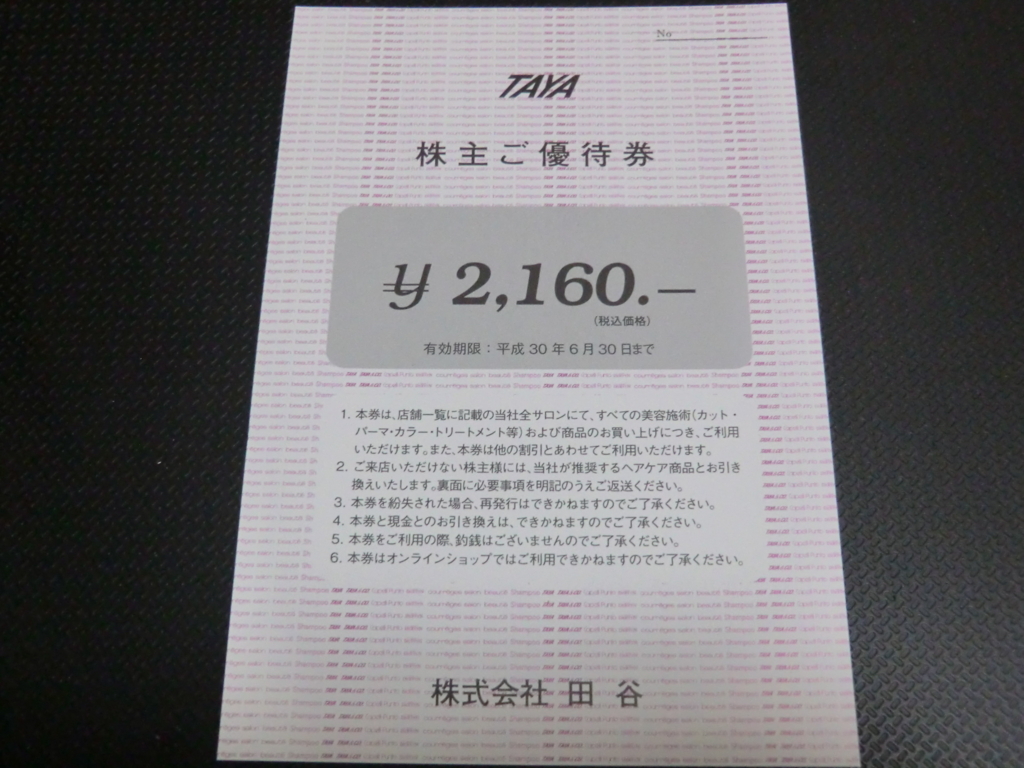 No
TAYA
株主ご優待券
¥ 2,160.―
(税込価格)
有効期限：平成30年6月30日まで
1. 本券は、店舗一覧に記載の当社全サロンにて、すべての美容施術(カット・
パーマ・カラー・トリートメント等)および商品のお買い上げにつき、ご利用
いただけます。また、本券は他の割引とあわせてご利用いただけます。
2. ご来店いただけない株主様には、当社が推奨するヘアケア商品とお引き
換えいたします。裏面に必要事項を明記のうえご返送ください。
3. 本券を紛失された場合、再発行はできかねますのでご了承ください。
4. 本券と現金とのお引き換えは、できかねますのでご了承ください。
5. 本券をご利用の際、釣銭はございませんのでご了承ください。
6. 本券はオンラインショップではご利用できかねますのでご了承ください。
株式会社 田 谷